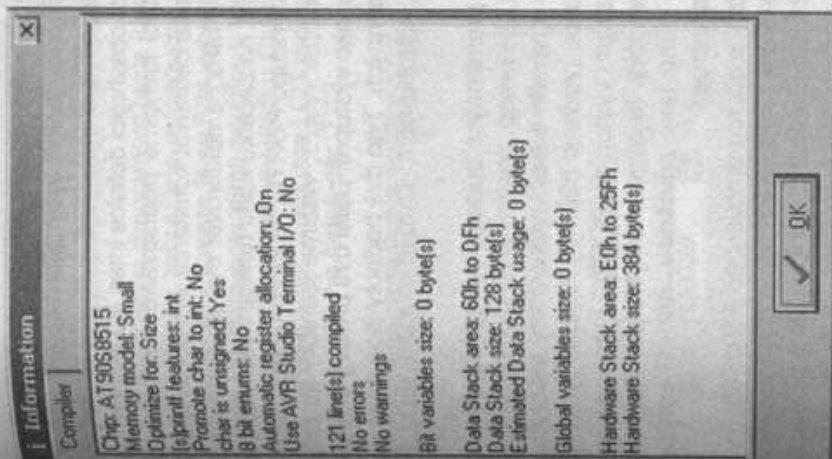 Information
Compiler
Chip: AT90S8515
Memory model: Small
Optimize for: Size
(s)printf features: int
Promote char to int: No
char is unsigned: Yes
8 bit enums: No
Automatic register allocation: On
Use AVR Studio Terminal I/O: No
121 line(s) compiled
No errors
No warnings
Bit variables size: 0 byte(s)
Data Stack area: 60h to DFh
Data Stack size: 128 byte(s)
Estimated Data Stack usage: 0 byte(s)
Global variables size: 0 byte(s)
Hardware Stack area: E0h to 25Fh
Hardware Stack size: 384 byte(s)
OK